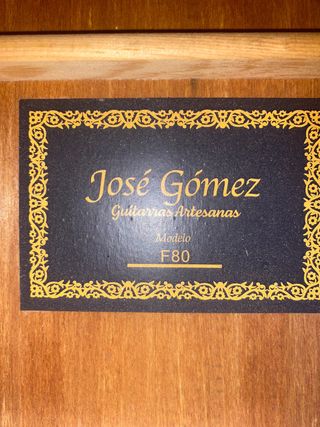 José Gómez
Guitarras Artesanas
Modelo
F80